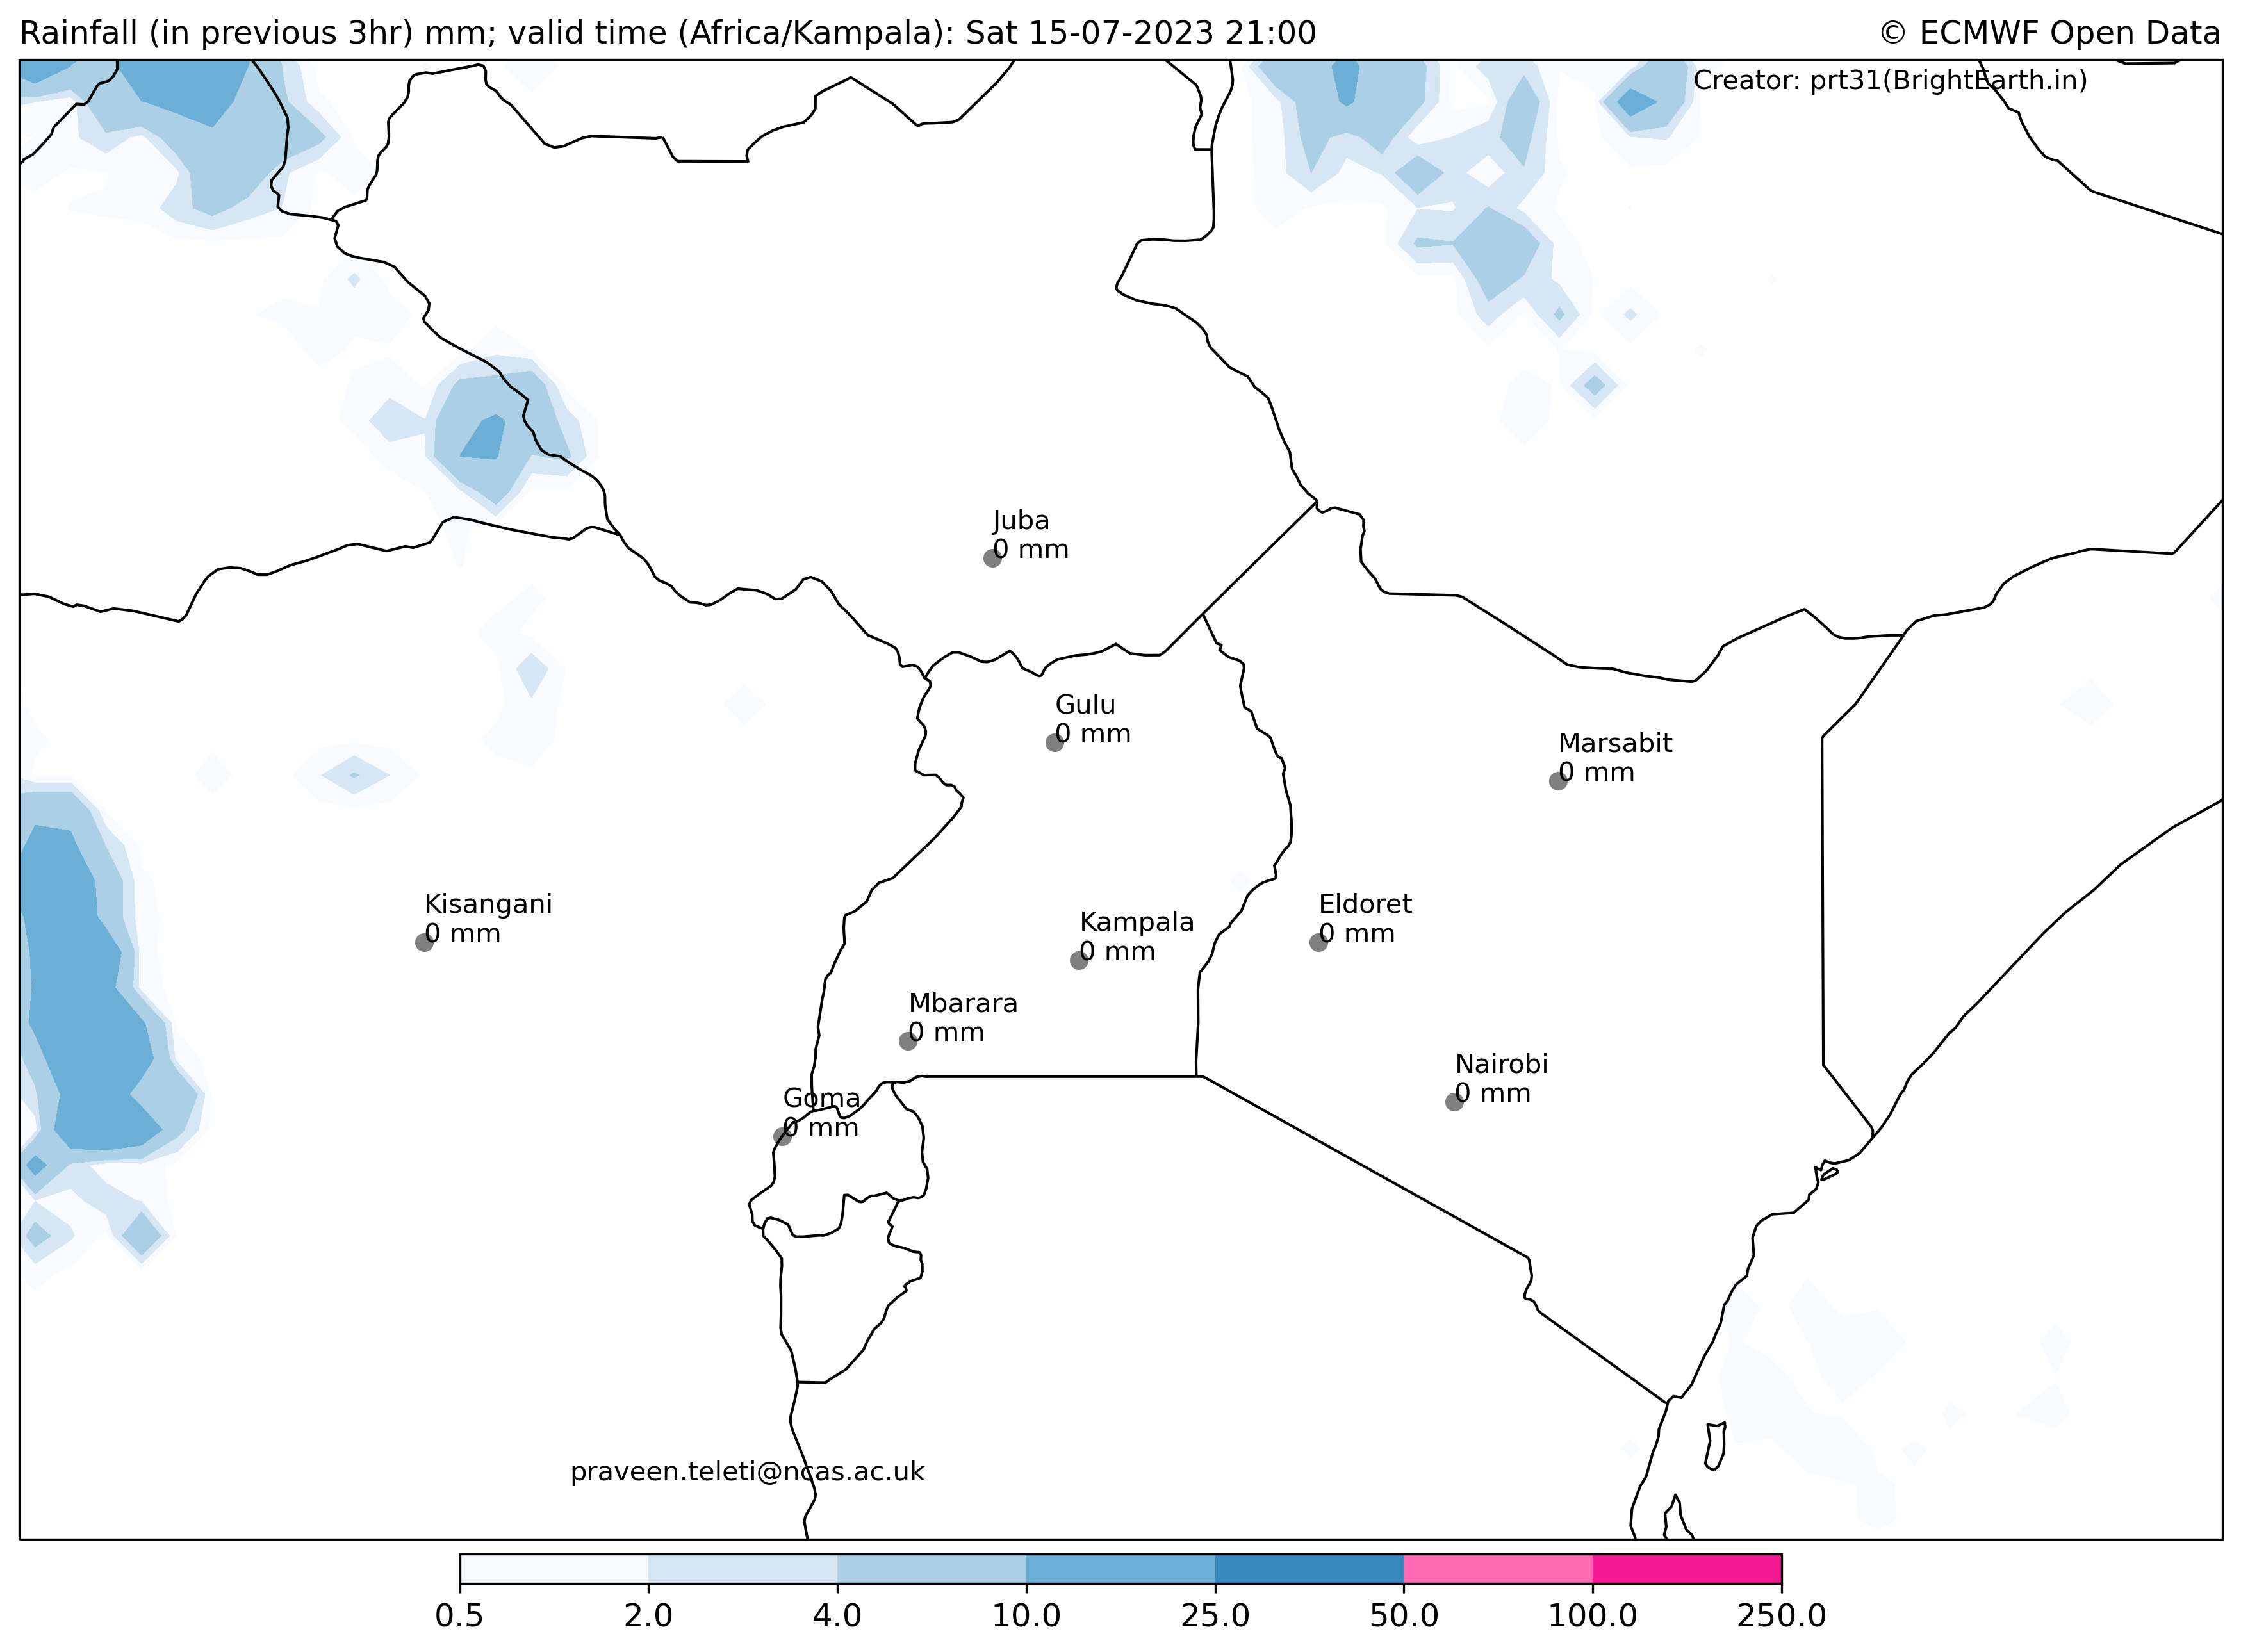 Rainfall (in previous 3hr) mm; valid time (Africa/Kampala): Sat 15-07-2023 21:00
© ECMWF Open Data
Creator: prt31(BrightEarth.in)
Juba
0 mm
Gulu
0 mm
Marsabit
0 mm
Kisangani
0 mm
Eldoret
0 mm
Kampala
0 mm
Mbarara
0 mm
Nairobi
0 mm
Goma
0 mm
praveen.teleti@ncas.ac.uk
0.5 2.0 4.0 10.0 25.0 50.0 100.0 250.0